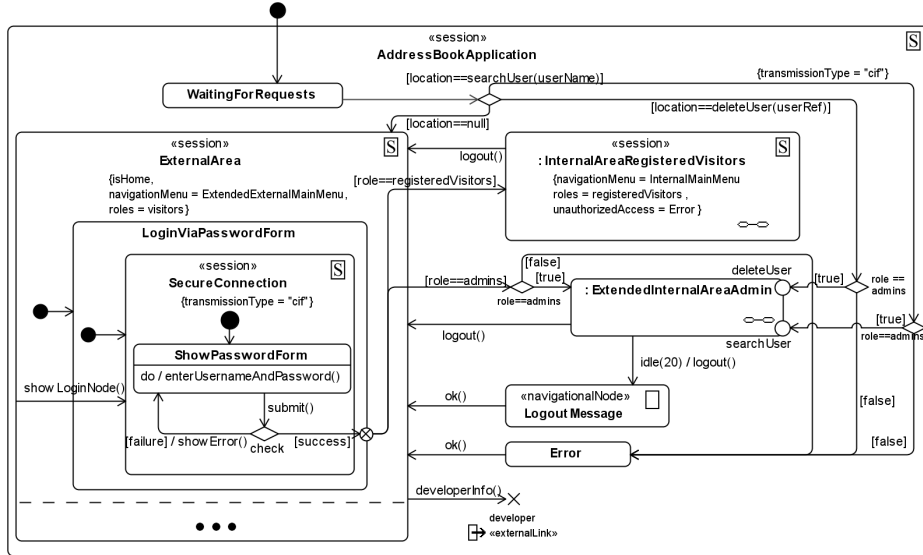 «session»
AddressBookApplication
S
[location==searchUser(userName)]
{transmissionType = "cif"}
WaitingForRequests
[location==deleteUser(userRef)]
[location==null]
«session»
ExternalArea
S
{isHome,
navigationMenu = ExtendedExternalMainMenu,
roles = visitors}
logout()
[role==registeredVisitors]
«session»
: InternalAreaRegisteredVisitors
S
{navigationMenu = InternalMainMenu
roles = registeredVisitors ,
unauthorizedAccess = Error }
LoginViaPasswordForm
«session»
SecureConnection
S
{transmissionType = "cif"}
[false]
[role==admins]
[true]
role==admins
deleteUser
: ExtendedInternalAreaAdmin
[true]
role ==
admins
[true]
role==admins
searchUser
logout()
ShowPasswordForm
do / enterUsernameAndPassword()
idle(20) / logout()
show LoginNode()
submit()
ok()
«navigationalNode»
Logout Message
[false]
[failure] / showError()
check
[success]
ok()
Error
[false]
developerInfo()
developer
«externalLink»